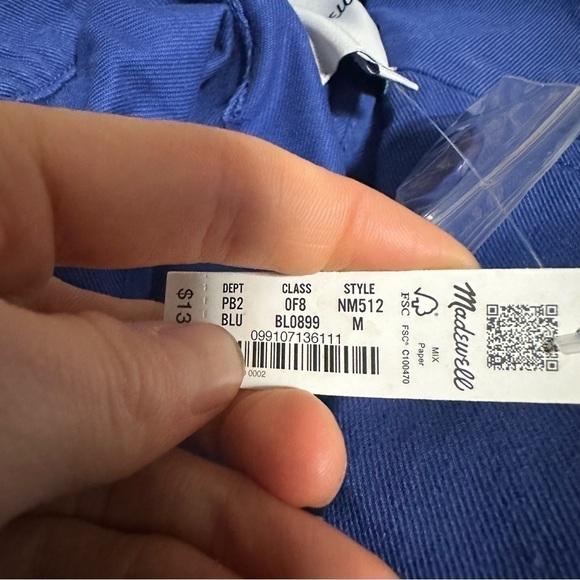 DEPT CLASS STYLE
PB2 0F8 NM512
BLU BL0899 M
099107136111
0002
$13
FSC
FSC® C100470
MIX
Paper
Madewell